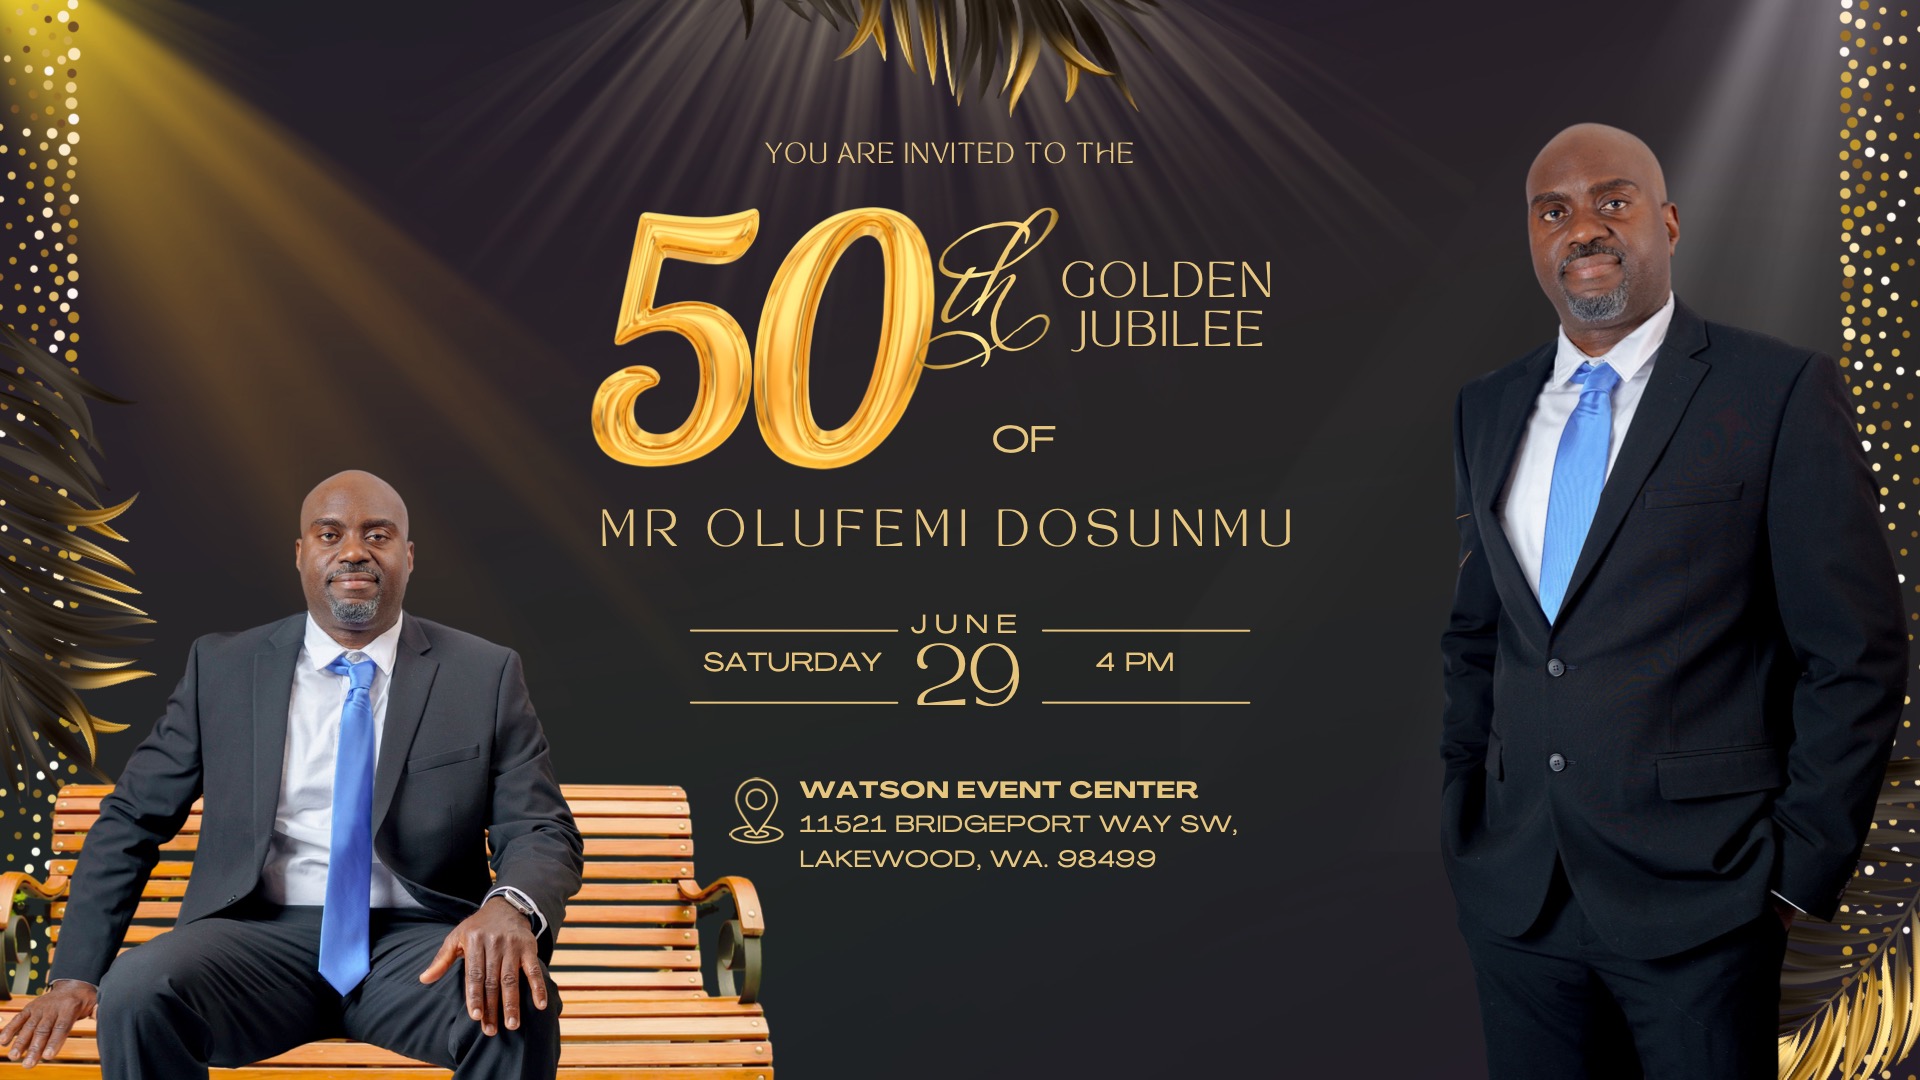 YOU ARE INVITED TO THE
50th GOLDEN
JUBILEE
OF
MR OLUFEMI DOSUNMU
JUNE
SATURDAY 29 4 PM
WATSON EVENT CENTER
11521 BRIDGEPORT WAY SW,
LAKEWOOD, WA. 98499